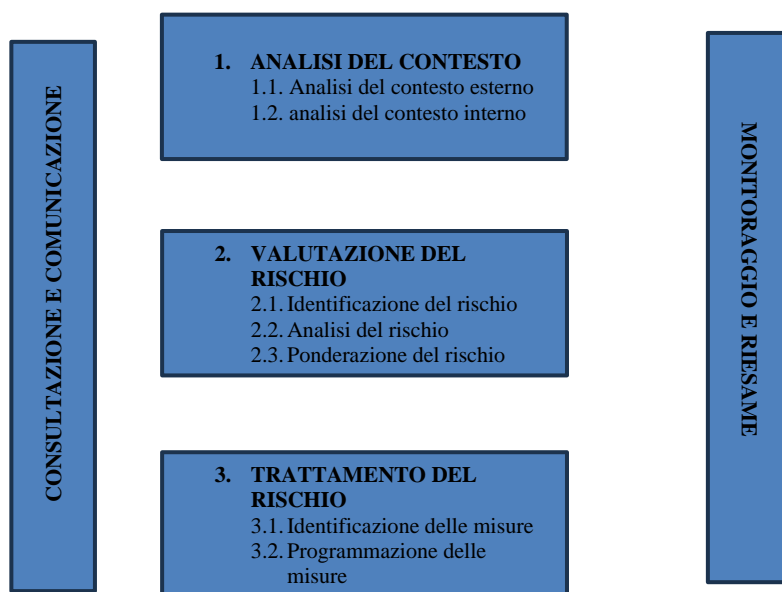 CONSULTAZIONE E COMUNICAZIONE
1. ANALISI DEL CONTESTO
1.1. Analisi del contesto esterno
1.2. analisi del contesto interno
2. VALUTAZIONE DEL
RISCHIO
2.1. Identificazione del rischio
2.2. Analisi del rischio
2.3. Ponderazione del rischio
3. TRATTAMENTO DEL
RISCHIO
3.1. Identificazione delle misure
3.2. Programmazione delle
misure
MONITORAGGIO E RIESAME